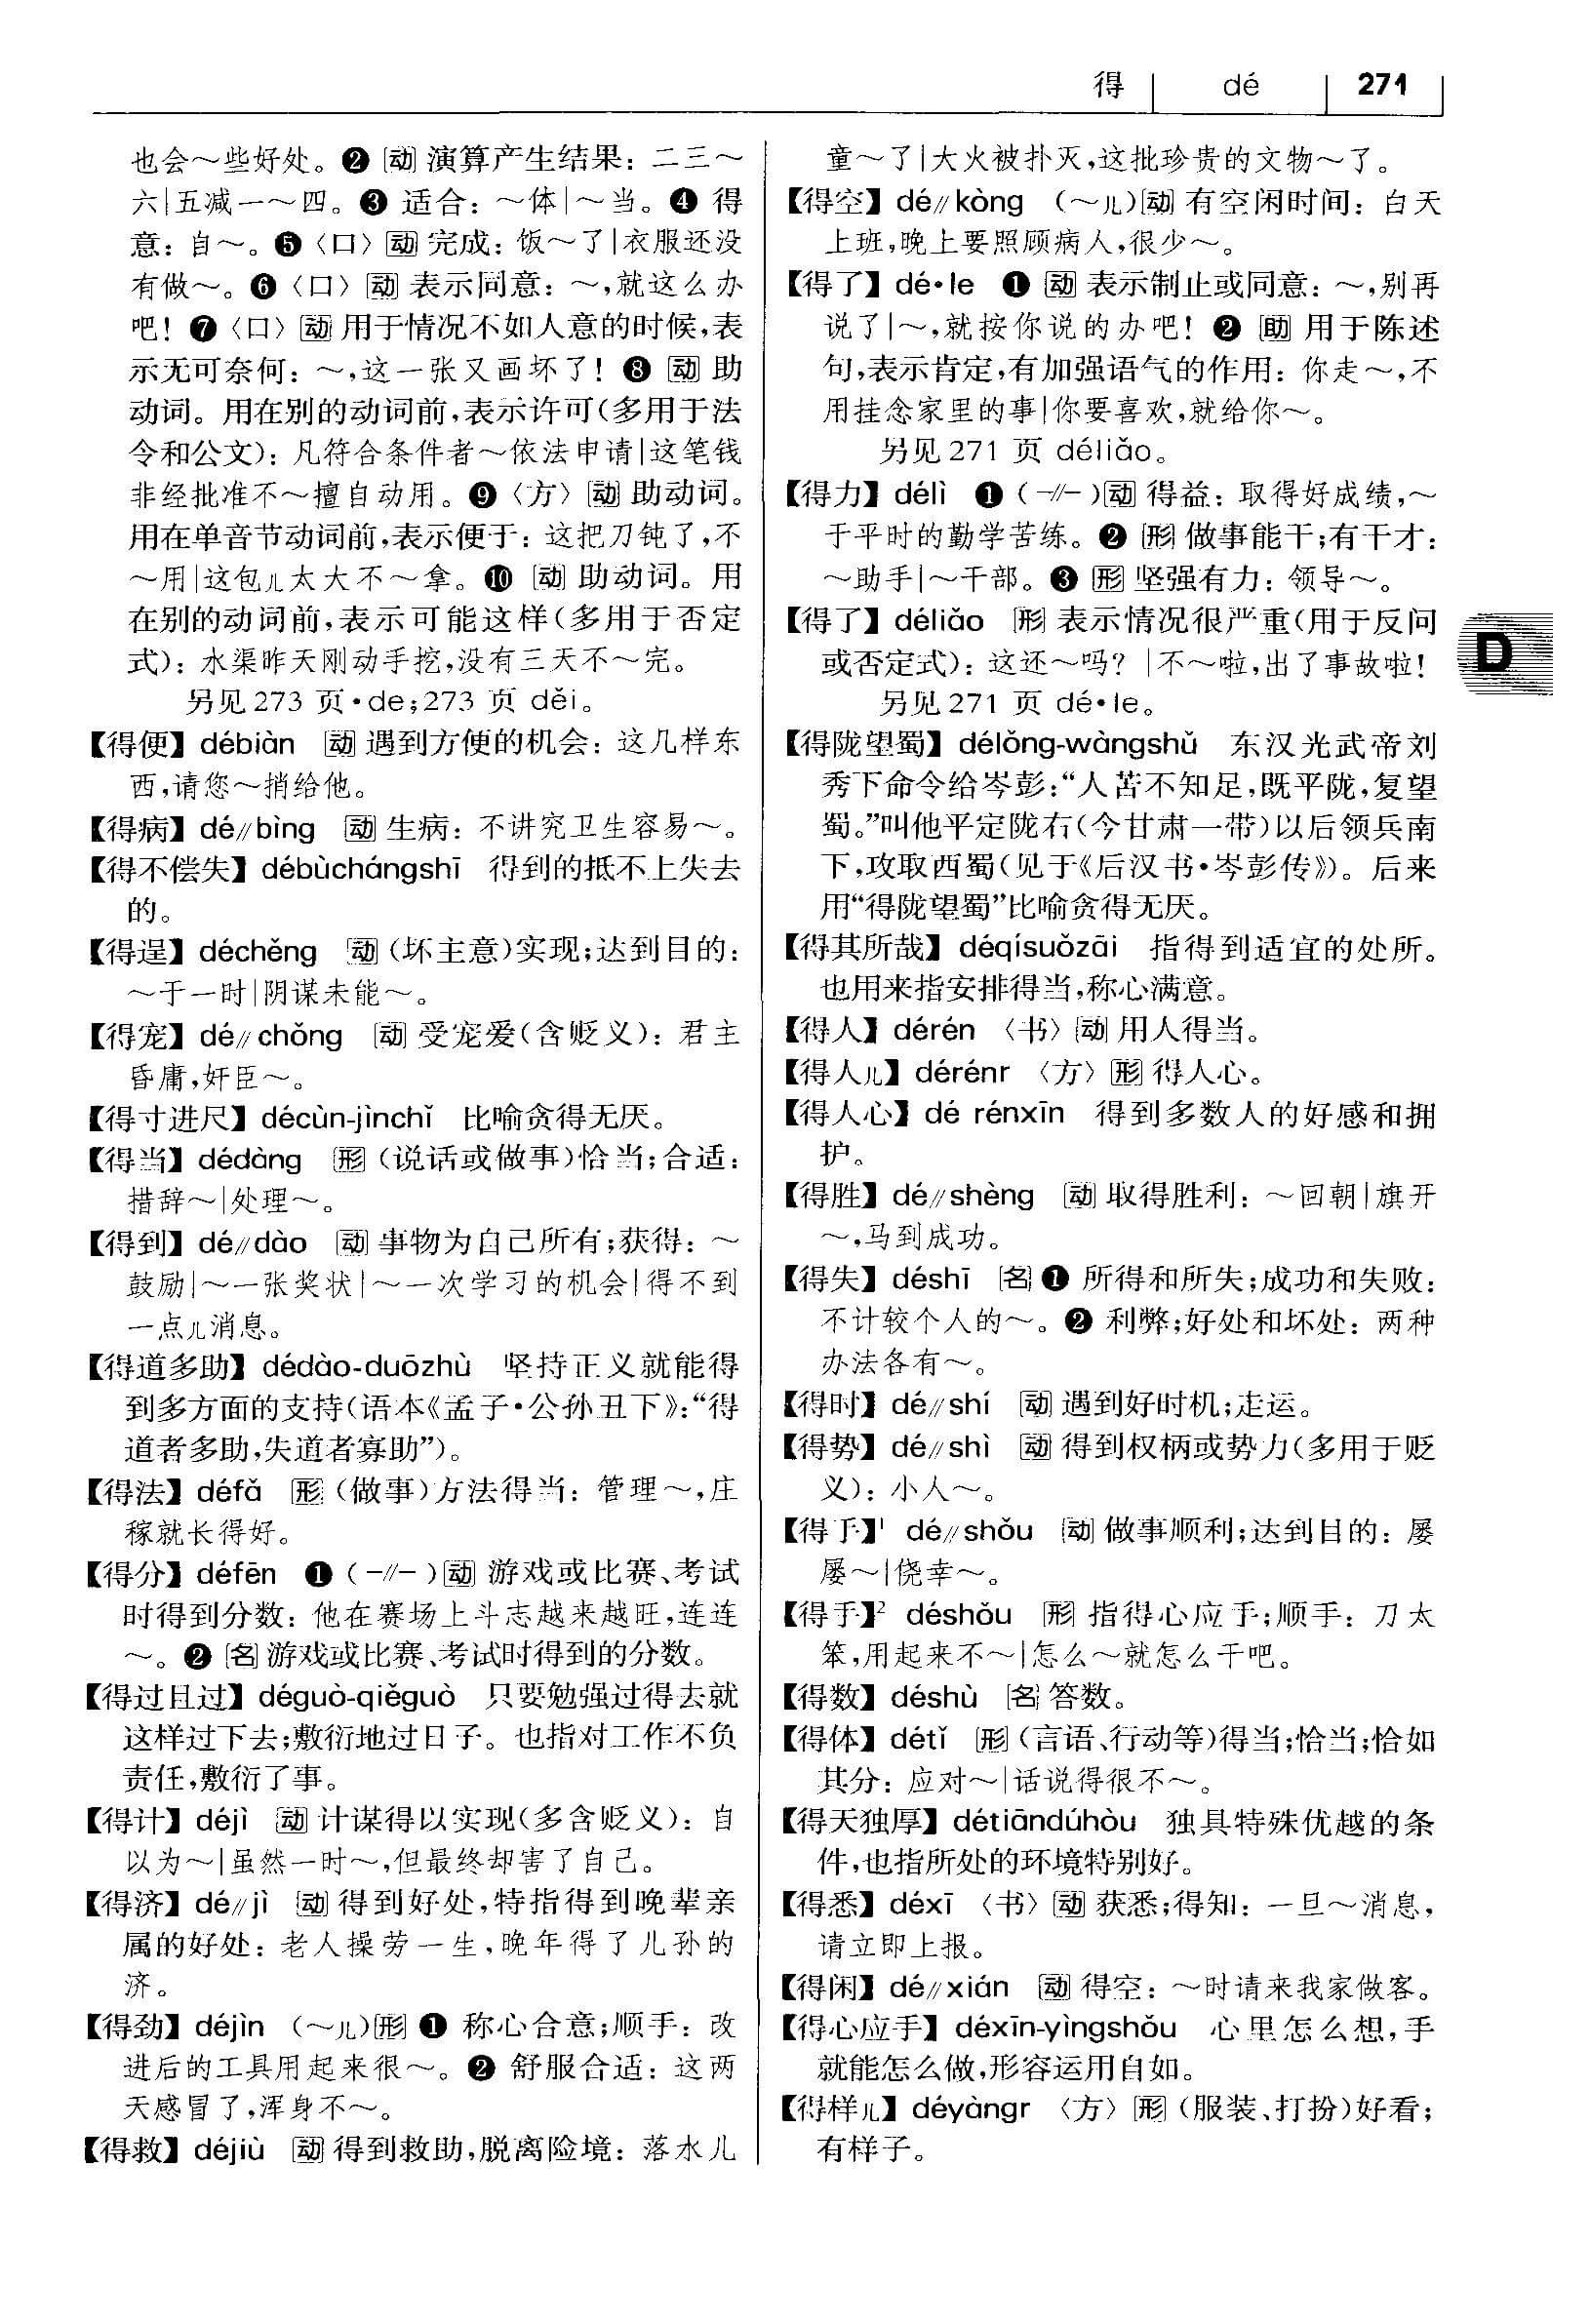 得 dé 271
也会～些好处。❷ 动 演算产生结果：二三～
六|五减一～四。❸ 适合：～体|～当。❹ 得
意：自～。❺〈口〉动 完成：饭～了|衣服还没
有做～。❻〈口〉动 表示同意：～，就这么办
吧！❼〈口〉动 用于情况不如人意的时候，表
示无可奈何：～，这一张又画坏了！❽ 动 助
动词。用在别的动词前，表示许可（多用于法
令和公文）：凡符合条件者～依法申请|这笔钱
非经批准不～擅自动用。❾〈方〉动 助动词。
用在单音节动词前，表示便于：这把刀钝了，不
～用|这包儿太大不～拿。❿ 动 助动词。用
在别的动词前，表示可能这样（多用于否定
式）：水渠昨天刚动手挖，没有三天不～完。
另见273 页·de；273 页 děi。
【得便】débiàn 动 遇到方便的机会：这几样东
西，请您～捎给他。
【得病】dé//bìng 动 生病：不讲究卫生容易～。
【得不偿失】débùchángshī 得到的抵不上失去
的。
【得逞】déchěng 动（坏主意）实现；达到目的：
～于一时|阴谋未能～。
【得宠】dé//chǒng 动 受宠爱（含贬义）：君主
昏庸，奸臣～。
【得寸进尺】décùn-jìnchǐ 比喻贪得无厌。
【得当】dédàng 形（说话或做事）恰当；合适：
措辞～|处理～。
【得到】dé//dào 动 事物为自己所有；获得：～
鼓励|～一张奖状|～一次学习的机会|得不到
一点儿消息。
【得道多助】dédào-duōzhù 坚持正义就能得
到多方面的支持（语本《孟子·公孙丑下》：“得
道者多助，失道者寡助”）。
【得法】défǎ 形（做事）方法得当：管理～，庄
稼就长得好。
【得分】défēn ❶（-//-）动 游戏或比赛、考试
时得到分数：他在赛场上斗志越来越旺，连连
～。❷ 名 游戏或比赛、考试时得到的分数。
【得过且过】déguò-qiěguò 只要勉强过得去就
这样过下去；敷衍地过日子。也指对工作不负
责任，敷衍了事。
【得计】déjì 动 计谋得以实现（多含贬义）：自
以为～|虽然一时～，但最终却害了自己。
【得济】dé//jì 动 得到好处，特指得到晚辈亲
属的好处：老人操劳一生，晚年得了儿孙的
济。
【得劲】déjìn（～儿）形 ❶ 称心合意；顺手：改
进后的工具用起来很～。❷ 舒服合适：这两
天感冒了，浑身不～。
【得救】déjiù 动 得到救助，脱离险境：落水儿
童～了|大火被扑灭，这批珍贵的文物～了。
【得空】dé//kòng （～儿）动 有空闲时间：白天
上班，晚上要照顾病人，很少～。
【得了】dé·le ❶ 动 表示制止或同意：～，别再
说了|～，就按你说的办吧！❷ 助 用于陈述
句，表示肯定，有加强语气的作用：你走～，不
用挂念家里的事|你要喜欢，就给你～。
另见271 页 déliǎo。
【得力】délì ❶（-//-）动 得益：取得好成绩，～
于平时的勤学苦练。❷ 形 做事能干；有干才：
～助手|～干部。❸ 形 坚强有力：领导～。
【得了】déliǎo 形 表示情况很严重（用于反问
或否定式）：这还～吗？|不～啦，出了事故啦！
另见271 页 dé·le。
D
【得陇望蜀】délǒng-wàngshǔ 东汉光武帝刘
秀下命令给岑彭：“人苦不知足，既平陇，复望
蜀。”叫他平定陇右（今甘肃一带）以后领兵南
下，攻取西蜀（见于《后汉书·岑彭传》）。后来
用“得陇望蜀”比喻贪得无厌。
【得其所哉】déqísuǒzāi 指得到适宜的处所。
也用来指安排得当，称心满意。
【得人】dérén〈书〉动 用人得当。
【得人儿】dérénr〈方〉形 得人心。
【得人心】dé rénxīn 得到多数人的好感和拥
护。
【得胜】dé//shèng 动 取得胜利：～回朝|旗开
～，马到成功。
【得失】déshī 名 ❶ 所得和所失；成功和失败：
不计较个人的～。❷ 利弊；好处和坏处：两种
办法各有～。
【得时】dé//shí 动 遇到好时机；走运。
【得势】dé//shì 动 得到权柄或势力（多用于贬
义）：小人～。
【得手】¹ dé//shǒu 动 做事顺利；达到目的：屡
屡～|侥幸～。
【得手】² déshǒu 形 指得心应手；顺手：刀太
笨，用起来不～|怎么～就怎么干吧。
【得数】déshù 名 答数。
【得体】détǐ 形（言语、行动等）得当；恰当；恰如
其分：应对～|话说得很不～。
【得天独厚】détiāndúhòu 独具特殊优越的条
件，也指所处的环境特别好。
【得悉】déxī〈书〉动 获悉；得知：一旦～消息，
请立即上报。
【得闲】dé//xián 动 得空：～时请来我家做客。
【得心应手】déxīn-yìngshǒu 心里怎么想，手
就能怎么做，形容运用自如。
【得样儿】déyàngr〈方〉形（服装、打扮）好看；
有样子。